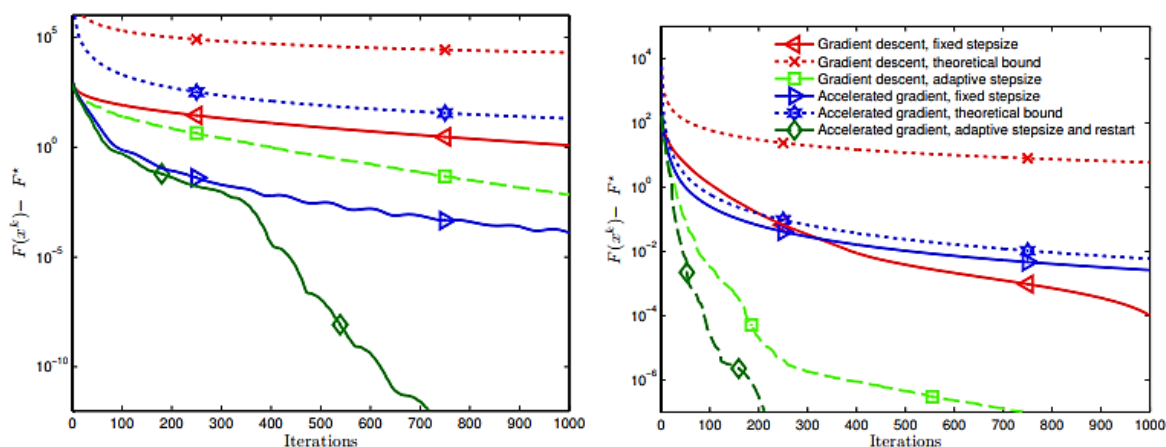 10^5
10^0
10^-5
10^-10
F(x^k) − F*
0 100 200 300 400 500 600 700 800 900 1000
Iterations
10^4
10^2
10^0
10^-2
10^-4
10^-6
F(x^k) − F*
Gradient descent, fixed stepsize
Gradient descent, theoretical bound
Gradient descent, adaptive stepsize
Accelerated gradient, fixed stepsize
Accelerated gradient, theoretical bound
Accelerated gradient, adaptive stepsize and restart
0 100 200 300 400 500 600 700 800 900 1000
Iterations